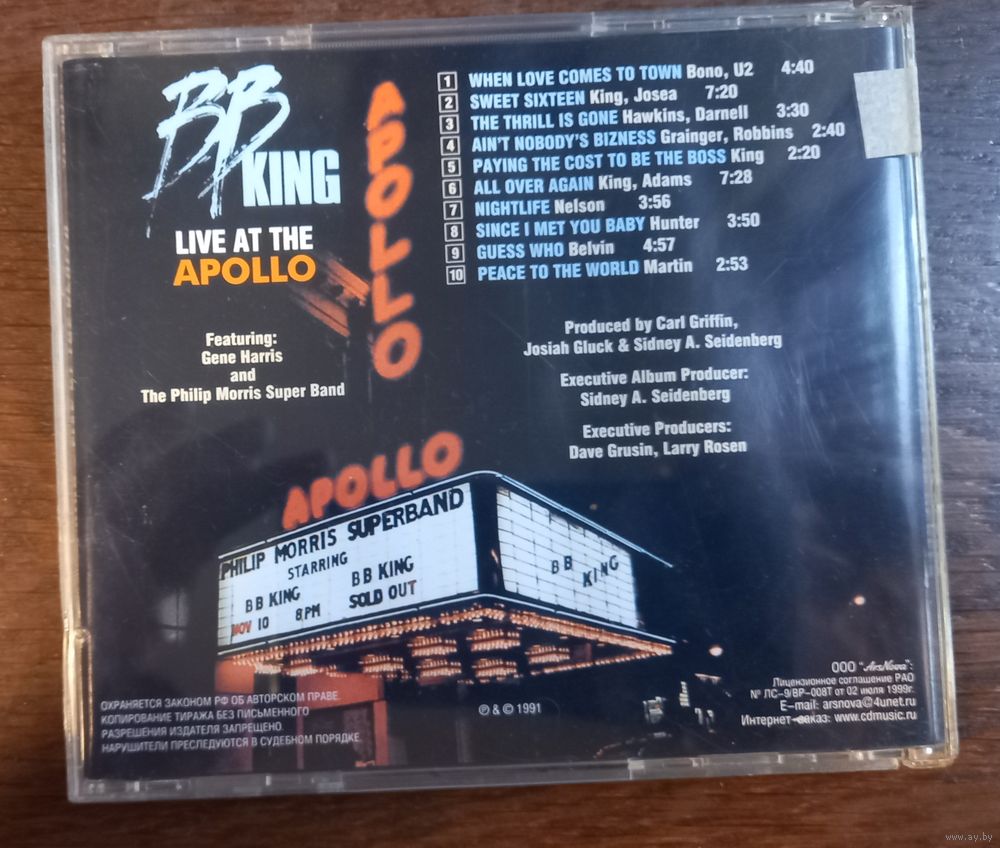 BB
KING
LIVE AT THE
APOLLO
Featuring:
Gene Harris
and
The Philip Morris Super Band
APOLLO
1 WHEN LOVE COMES TO TOWN Bono, U2 4:40
2 SWEET SIXTEEN King, Josea 7:20
3 THE THRILL IS GONE Hawkins, Darnell 3:30
4 AIN'T NOBODY'S BIZNESS Grainger, Robbins 2:40
5 PAYING THE COST TO BE THE BOSS King 2:20
6 ALL OVER AGAIN King, Adams 7:28
7 NIGHTLIFE Nelson 3:56
8 SINCE I MET YOU BABY Hunter 3:50
9 GUESS WHO Belvin 4:57
10 PEACE TO THE WORLD Martin 2:53
Produced by Carl Griffin,
Josiah Gluck & Sidney A. Seidenberg
Executive Album Producer:
Sidney A. Seidenberg
Executive Producers:
Dave Grusin, Larry Rosen
APOLLO
PHILIP MORRIS SUPERBAND
STARRING
BB KING BB KING
NOV 10 8PM SOLD OUT
BB KING
ОХРАНЯЕТСЯ ЗАКОНОМ РФ ОБ АВТОРСКОМ ПРАВЕ.
КОПИРОВАНИЕ ТИРАЖА БЕЗ ПИСЬМЕННОГО
РАЗРЕШЕНИЯ ИЗДАТЕЛЯ ЗАПРЕЩЕНО.
НАРУШИТЕЛИ ПРЕСЛЕДУЮТСЯ В СУДЕБНОМ ПОРЯДКЕ.
℗ & © 1991
ООО "ArsNova":
Лицензионное соглашение РАО
№ ЛС-9/ВР-008Т от 02 июля 1999г.
E-mail: arsnova@4unet.ru
Интернет-заказ: www.cdmusic.ru
www.ay.by